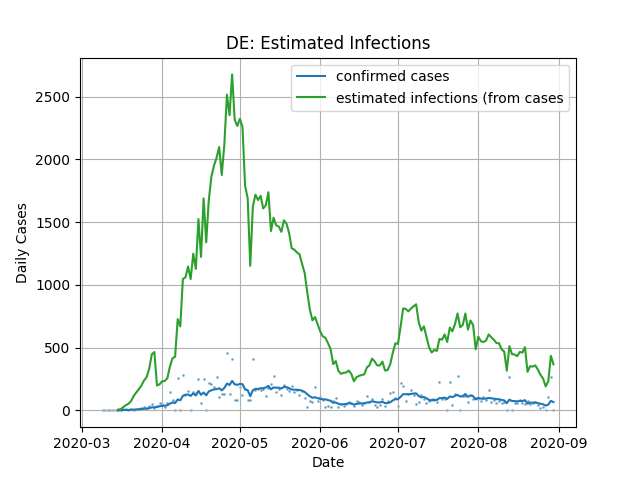 DE: Estimated Infections
confirmed cases
estimated infections (from cases
Daily Cases
2500
2000
1500
1000
500
0
2020-03 2020-04 2020-05 2020-06 2020-07 2020-08 2020-09
Date